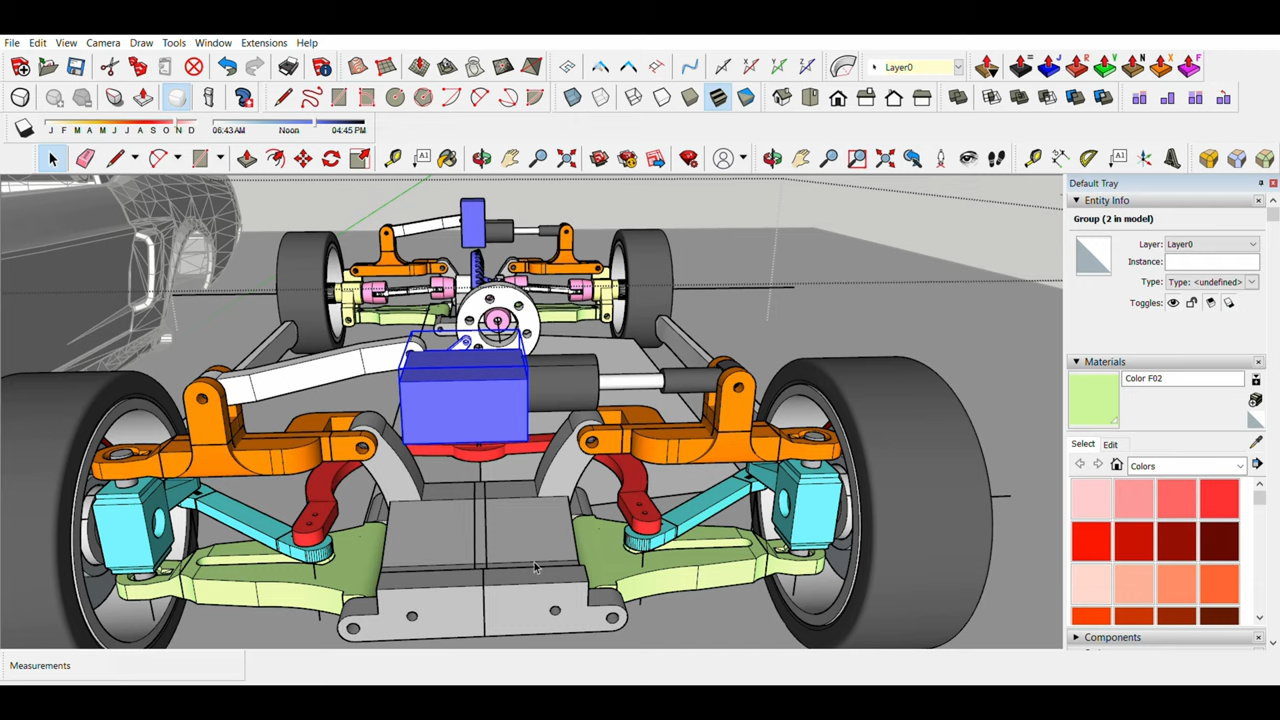 File Edit View Camera Draw Tools Window Extensions Help
Layer0
J F M A M J J A S O N D 06:43 AM Noon 04:45 PM
A1
A1
Default Tray
Entity Info
Group (2 in model)
Layer: Layer0
Instance:
Type: Type: <undefined>
Toggles:
Materials
Color F02
Select Edit
Colors
Components
Measurements